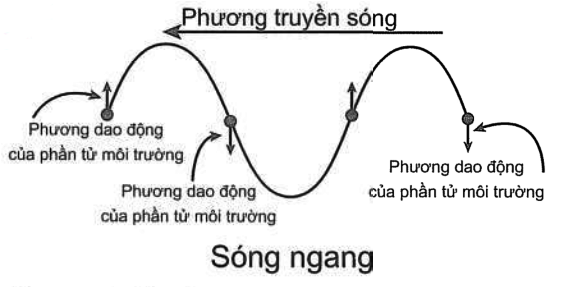 Phương truyền sóng
Phương dao động
của phần tử môi trường
Phương dao động
của phần tử môi trường
Phương dao động
của phần tử môi trường
Sóng ngang